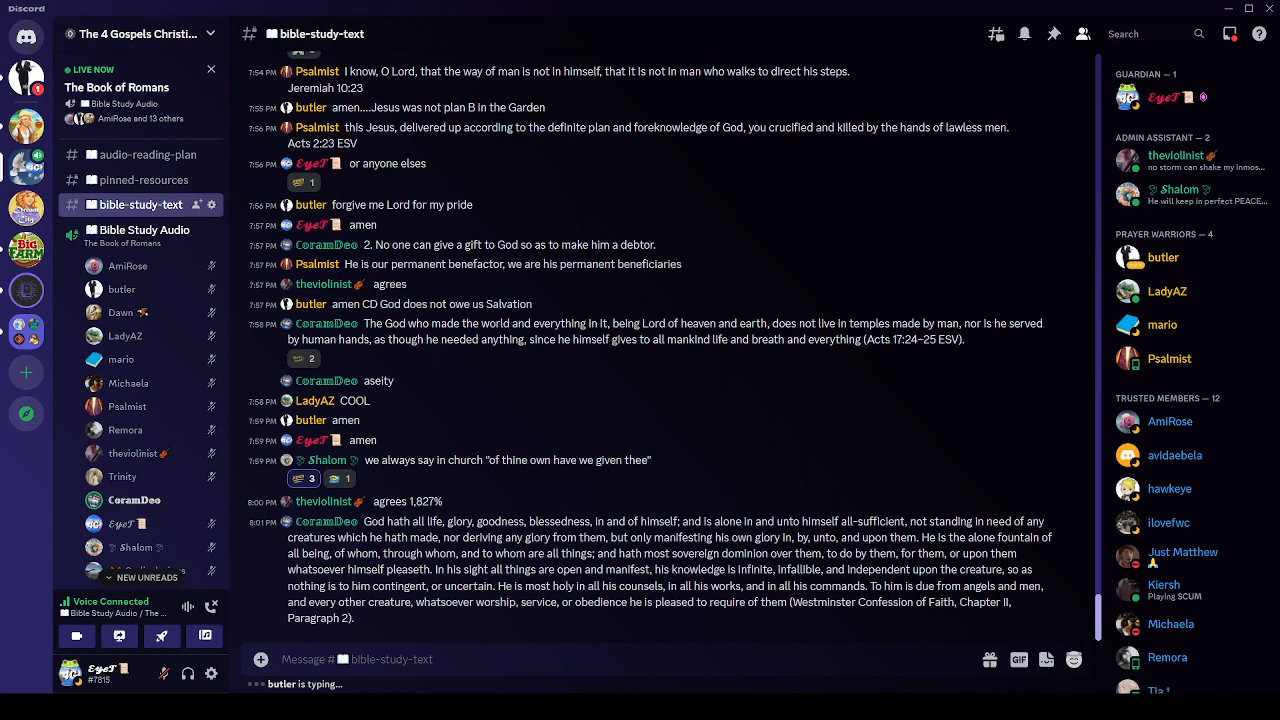 Discord
The 4 Gospels Christi...
bible-study-text
Search
LIVE NOW
The Book of Romans
Bible Study Audio
AmiRose and 13 others
1
audio-reading-plan
pinned-resources
bible-study-text
Bible Study Audio
The Book of Romans
AmiRose
butler
Dawn
LadyAZ
mario
Michaela
Psalmist
Remora
theviolinist
Trinity
CoramDeo
EyeT
Shalom
NEW UNREADS
Voice Connected
Bible Study Audio / The ...
EyeT
#7815
7:54 PM Psalmist I know, O Lord, that the way of man is not in himself, that it is not in man who walks to direct his steps.
Jeremiah 10:23
7:55 PM butler amen....Jesus was not plan B in the Garden
7:56 PM Psalmist this Jesus, delivered up according to the definite plan and foreknowledge of God, you crucified and killed by the hands of lawless men.
Acts 2:23 ESV
7:56 PM EyeT or anyone elses
1
7:56 PM butler forgive me Lord for my pride
7:57 PM EyeT amen
7:57 PM CoramDeo 2. No one can give a gift to God so as to make him a debtor.
7:57 PM Psalmist He is our permanent benefactor, we are his permanent beneficiaries
7:57 PM theviolinist agrees
7:57 PM butler amen CD God does not owe us Salvation
7:58 PM CoramDeo The God who made the world and everything in it, being Lord of heaven and earth, does not live in temples made by man, nor is he served
by human hands, as though he needed anything, since he himself gives to all mankind life and breath and everything (Acts 17:24–25 ESV).
2
CoramDeo aseity
7:58 PM LadyAZ COOL
7:59 PM butler amen
7:59 PM EyeT amen
7:59 PM Shalom we always say in church "of thine own have we given thee"
3 1
8:00 PM theviolinist agrees 1,827%
8:01 PM CoramDeo God hath all life, glory, goodness, blessedness, in and of himself; and is alone in and unto himself all-sufficient, not standing in need of any
creatures which he hath made, nor deriving any glory from them, but only manifesting his own glory in, by, unto, and upon them. He is the alone fountain of
all being, of whom, through whom, and to whom are all things; and hath most sovereign dominion over them, to do by them, for them, or upon them
whatsoever himself pleaseth. In his sight all things are open and manifest, his knowledge is infinite, infallible, and independent upon the creature, so as
nothing is to him contingent, or uncertain. He is most holy in all his counsels, in all his works, and in all his commands. To him is due from angels and men,
and every other creature, whatsoever worship, service, or obedience he is pleased to require of them (Westminster Confession of Faith, Chapter II,
Paragraph 2).
Message # bible-study-text
GIF
butler is typing...
GUARDIAN — 1
EyeT
ADMIN ASSISTANT — 2
theviolinist
no storm can shake my inmos...
Shalom
He will keep in perfect PEACE...
PRAYER WARRIORS — 4
butler
LadyAZ
mario
Psalmist
TRUSTED MEMBERS — 12
AmiRose
avidaebela
hawkeye
ilovefwc
Just Matthew
Kiersh
Playing SCUM
Michaela
Remora